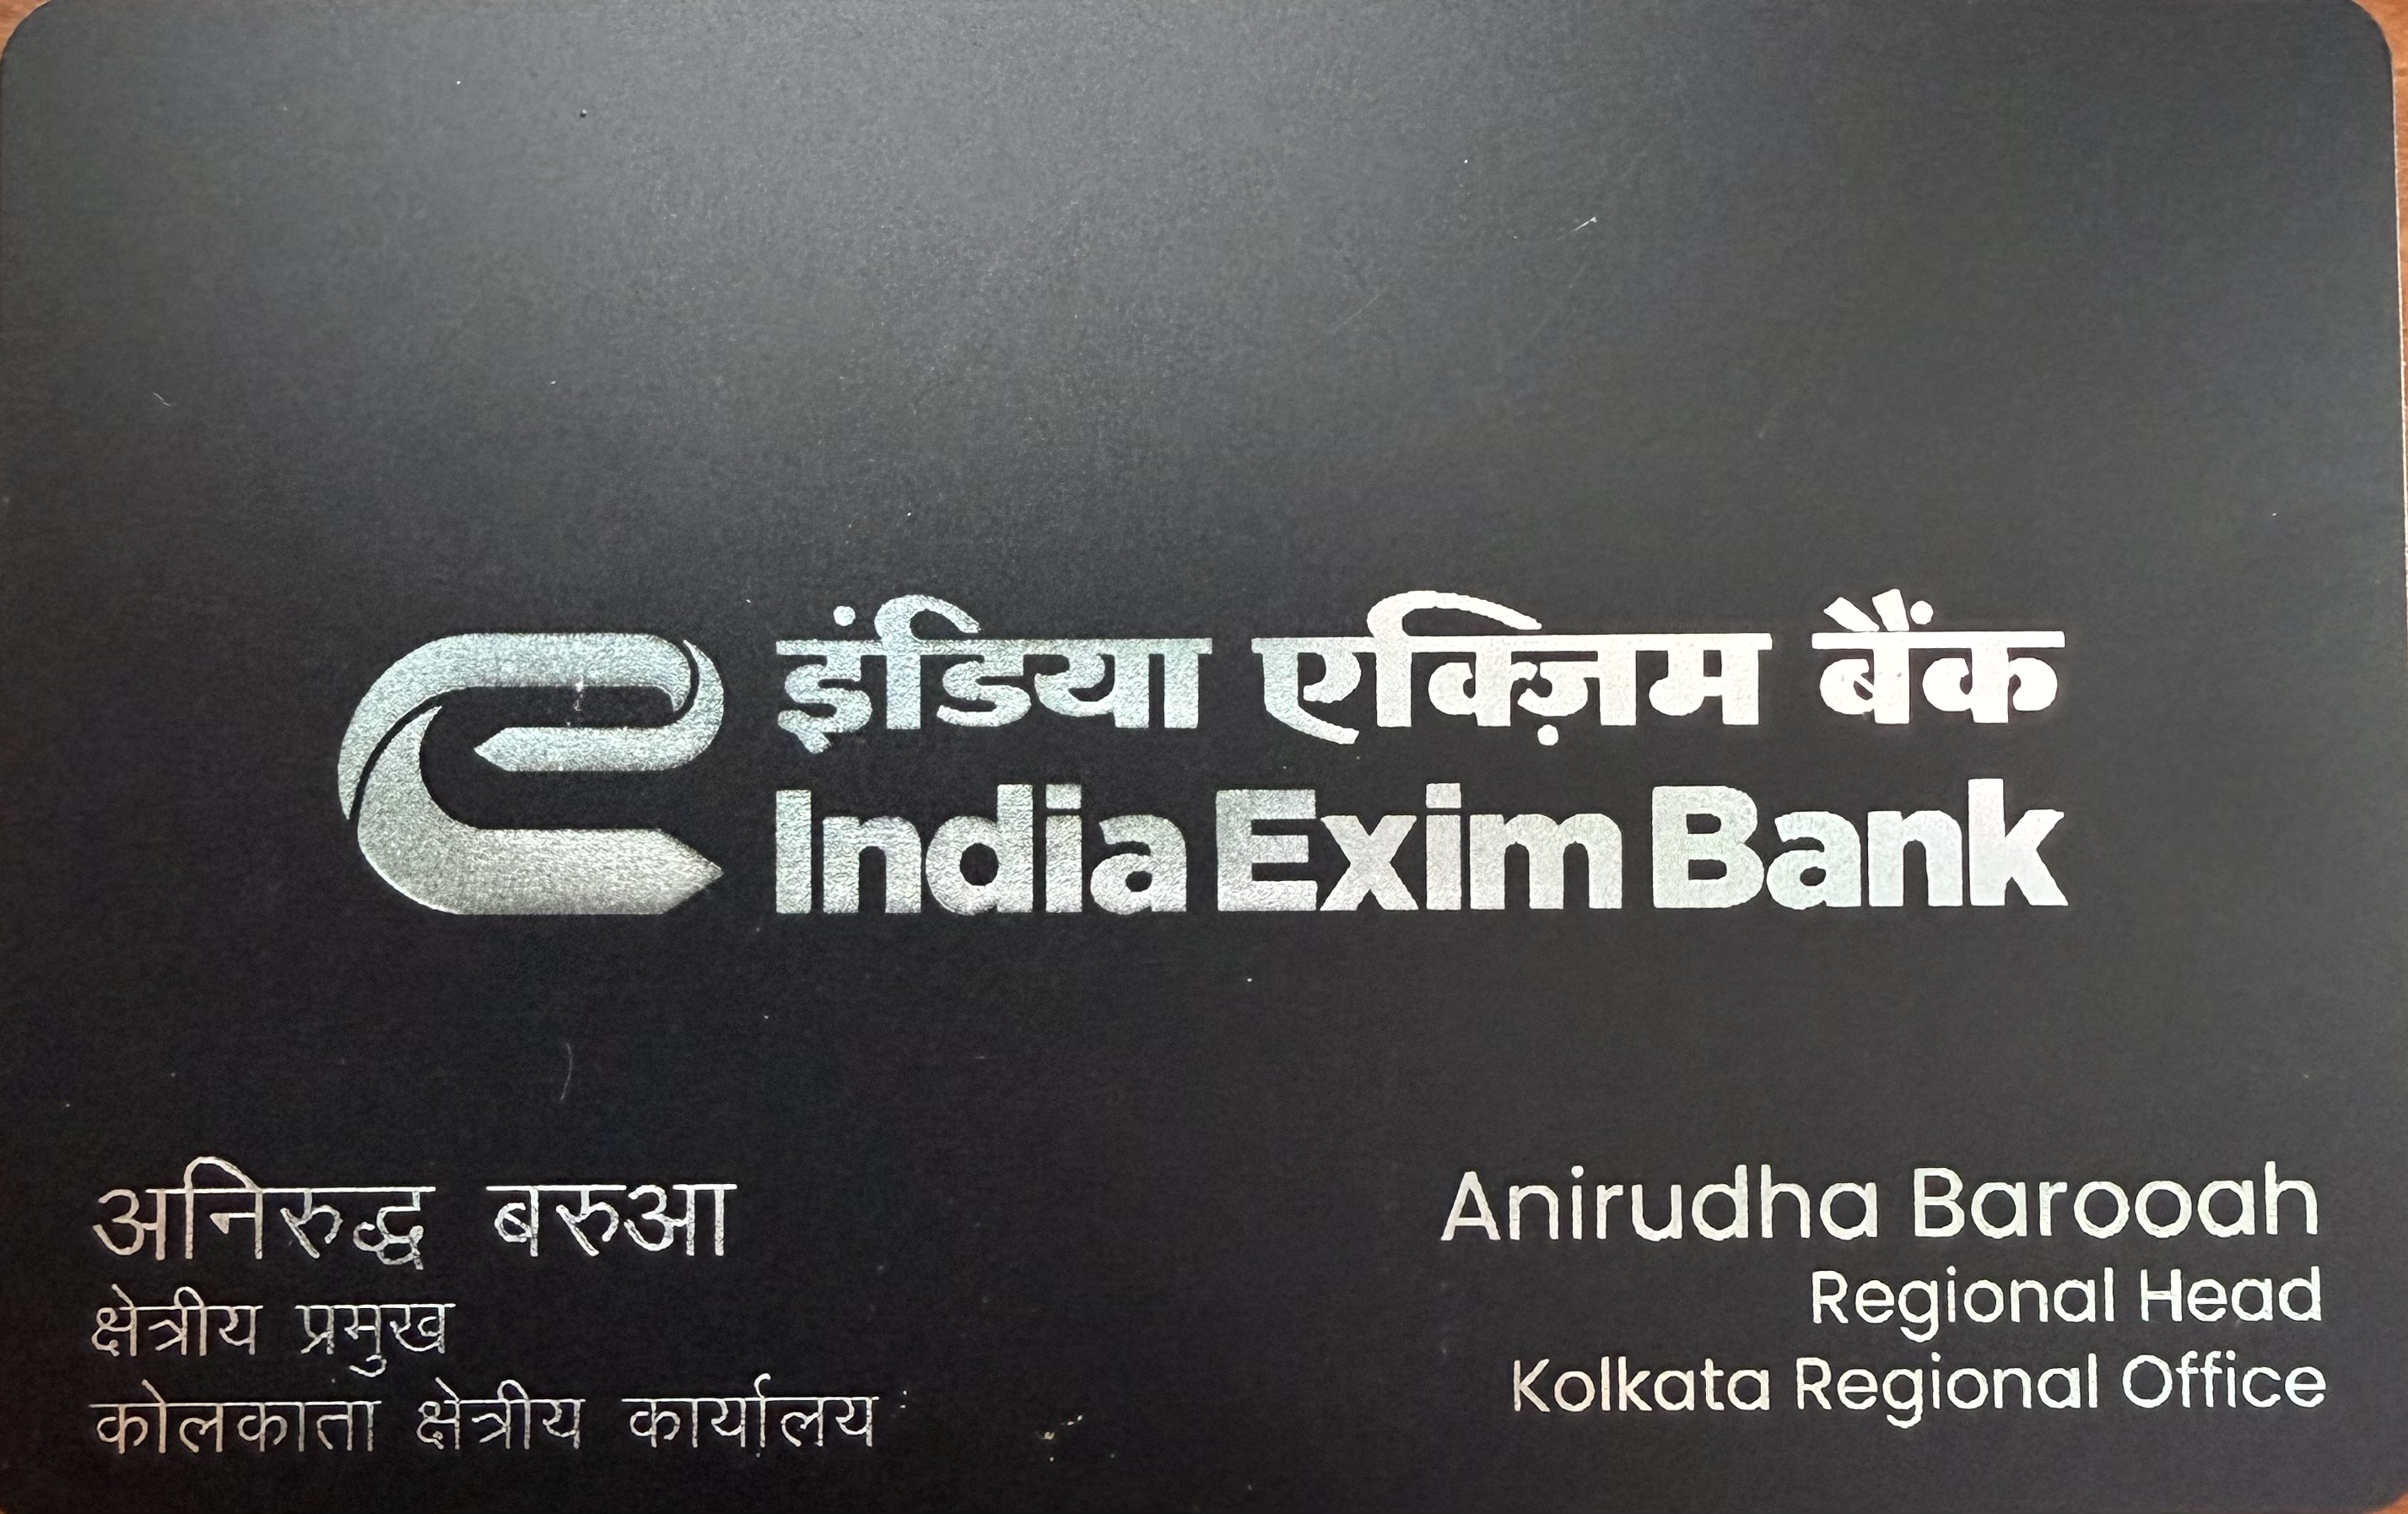 इंडिया एक्ज़िम बैंक
India Exim Bank
अनिरुद्ध बरुआ
क्षेत्रीय प्रमुख
कोलकाता क्षेत्रीय कार्यालय
Anirudha Barooah
Regional Head
Kolkata Regional Office